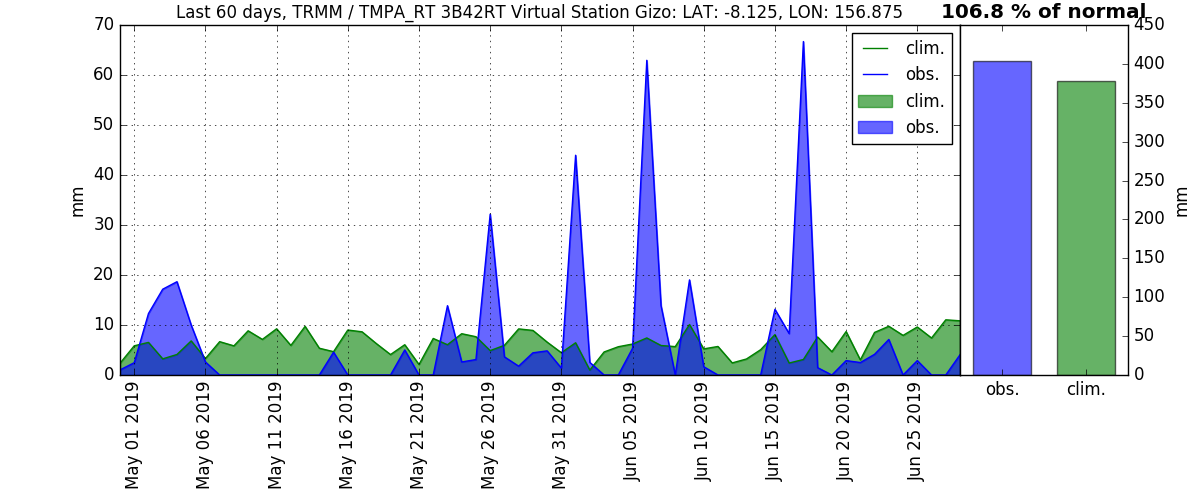 Last 60 days, TRMM / TMPA_RT 3B42RT Virtual Station Gizo: LAT: -8.125, LON: 156.875
106.8 % of normal
70
60
50
40
30
20
10
0
mm
clim.
obs.
clim.
obs.
450
400
350
300
250
200
150
100
50
0
mm
May 01 2019
May 06 2019
May 11 2019
May 16 2019
May 21 2019
May 26 2019
May 31 2019
Jun 05 2019
Jun 10 2019
Jun 15 2019
Jun 20 2019
Jun 25 2019
obs.
clim.